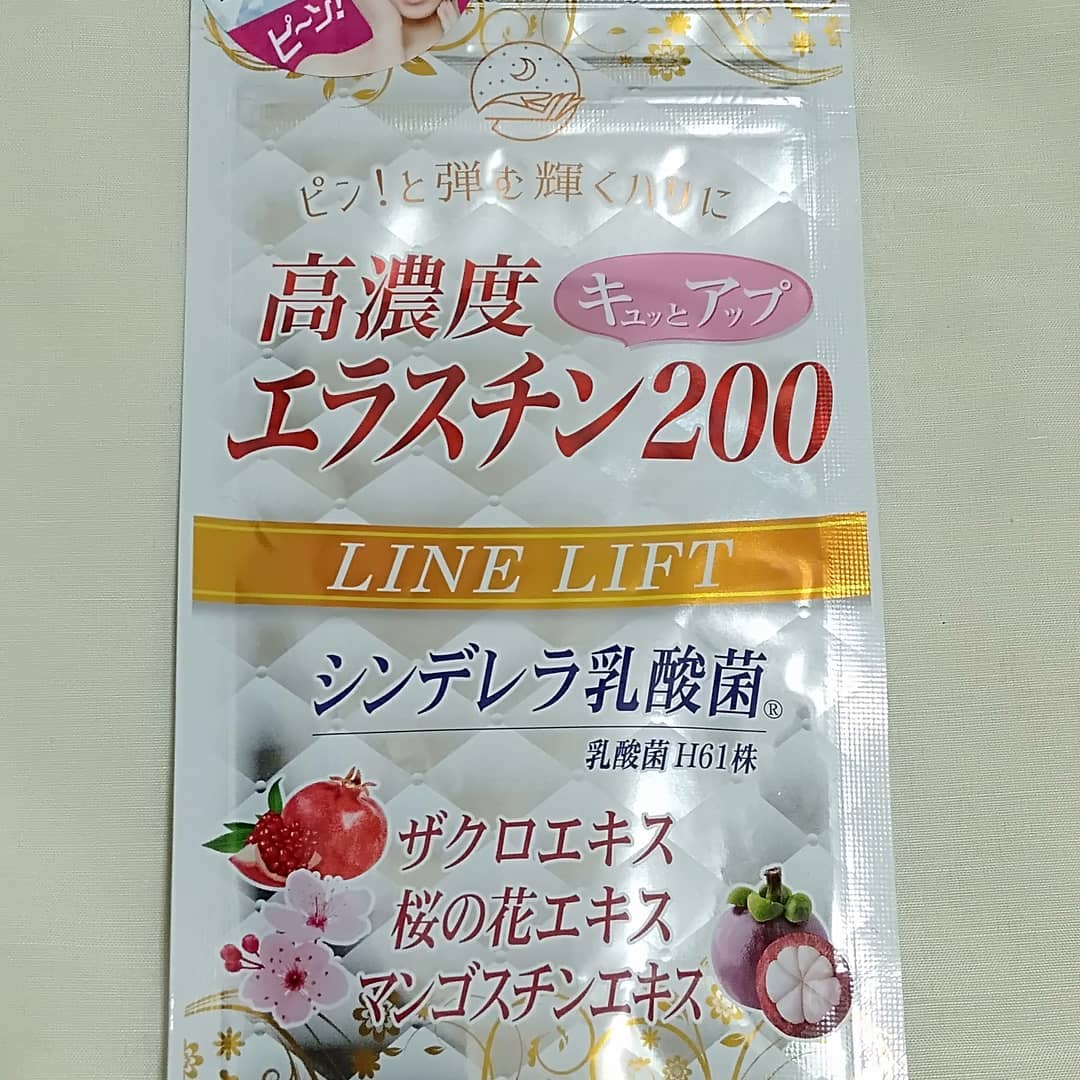 ピ〜ン!
ピン!と弾む輝くハリに
高濃度
キュッとアップ
エラスチン200
LINE LIFT
シンデレラ乳酸菌®
乳酸菌H61株
ザクロエキス
桜の花エキス
マンゴスチンエキス